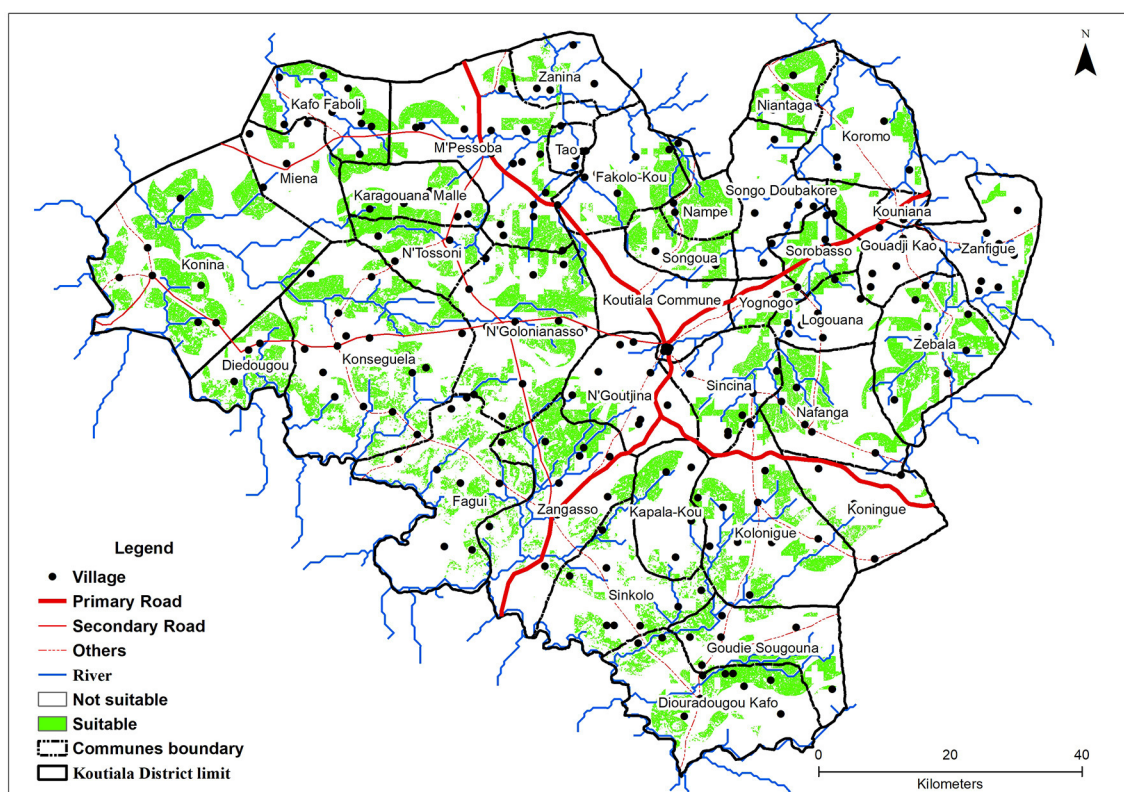 N
Zanina
Kafo Faboli
Niantaga
Koromo
M'Pessoba
Tao
Miena
'Fakolo-Kou
Karagouana Malle
Songo Doubakore
Nampe
Kouniana
N'Tossoni
Songoua
Sorobasso
Gouadji Kao
Zanfigue
Konina
Koutiala Commune
Yognogo
Logouana
N'Golonianasso
Zebala
Diedougou
Konseguela
Sincina
N'Goutjina
Nafanga
Fagui
Zangasso
Kapala-Kou
Koningue
Kolonigue
Sinkolo
Goudie Sougouna
Diouradougou Kafo
Legend
Village
Primary Road
Secondary Road
Others
River
Not suitable
Suitable
Communes boundary
Koutiala District limit
0 20 40
Kilometers